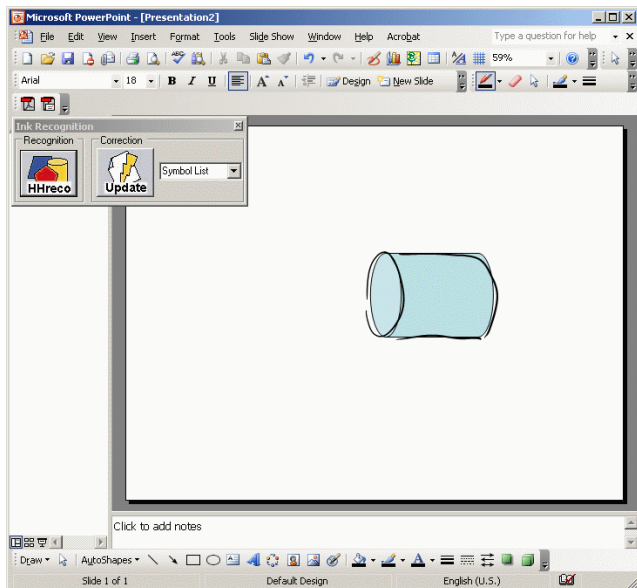 Microsoft PowerPoint - [Presentation2]
File Edit View Insert Format Tools Slide Show Window Help Acrobat Type a question for help
59%
Arial 18 B I U A A Design New Slide
Ink Recognition
Recognition Correction
HHreco Update Symbol List
Click to add notes
Draw AutoShapes A
Slide 1 of 1 Default Design English (U.S.)